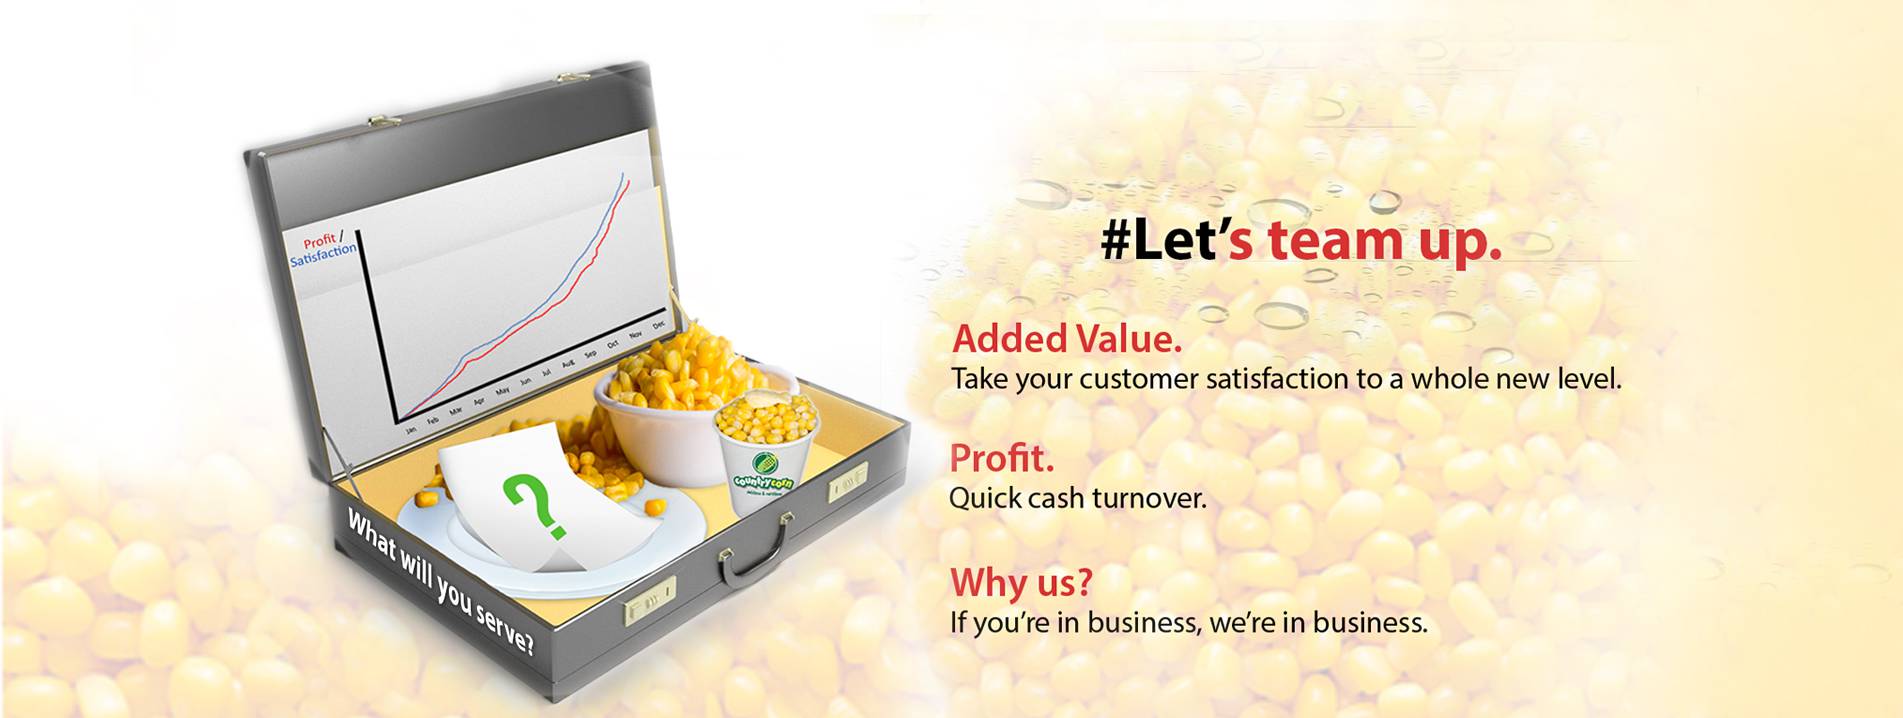 Profit /
Satisfaction
Jan Feb Mar Apr May Jun Jul Aug Sep Oct Nov Dec
?
countrycorn
What will you serve?
#Let's team up.
Added Value.
Take your customer satisfaction to a whole new level.
Profit.
Quick cash turnover.
Why us?
If you're in business, we're in business.